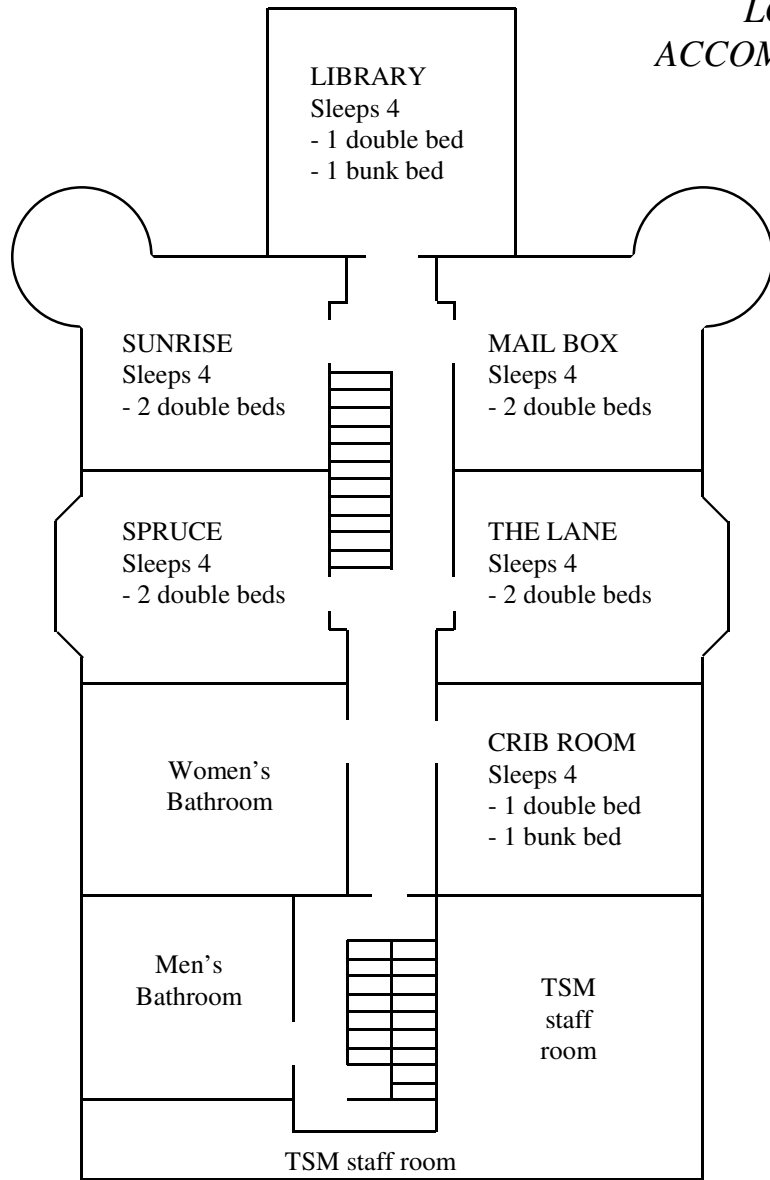 LIBRARY
Sleeps 4
- 1 double bed
- 1 bunk bed
SUNRISE
Sleeps 4
- 2 double beds
MAIL BOX
Sleeps 4
- 2 double beds
SPRUCE
Sleeps 4
- 2 double beds
THE LANE
Sleeps 4
- 2 double beds
Women's
Bathroom
CRIB ROOM
Sleeps 4
- 1 double bed
- 1 bunk bed
Men's
Bathroom
TSM
staff
room
TSM staff room